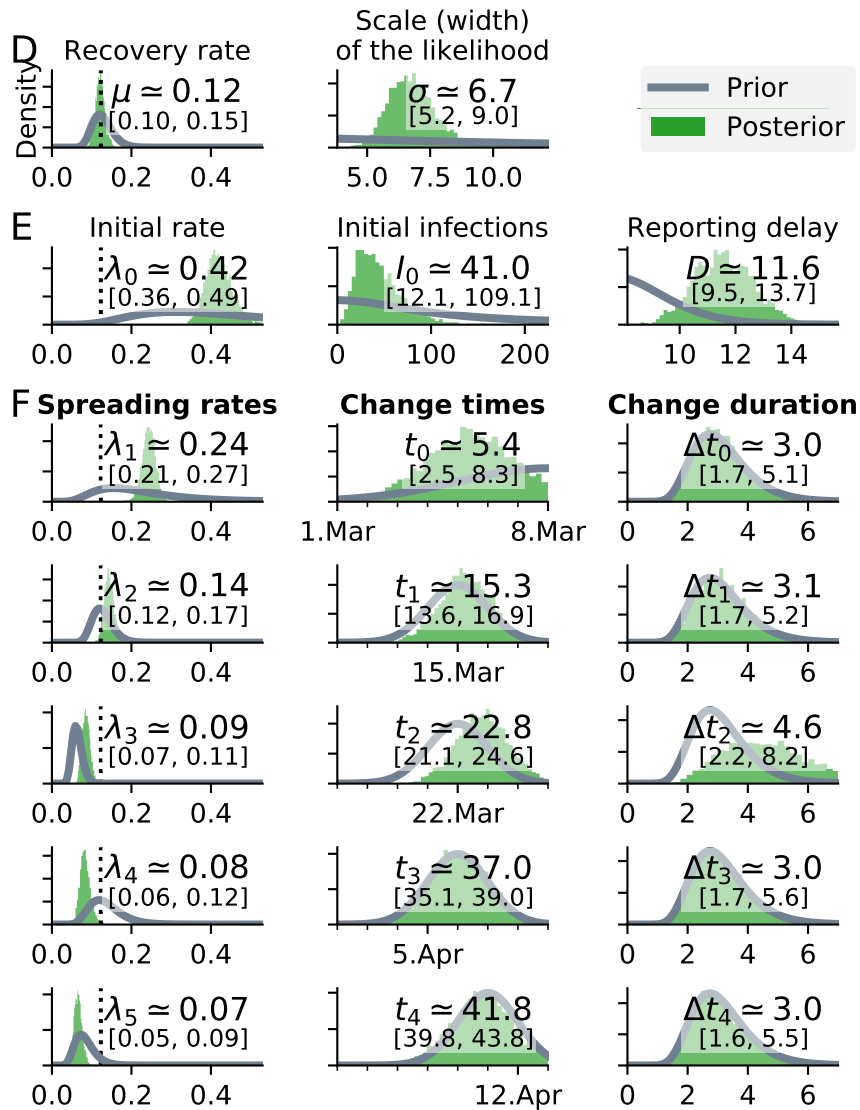 D
Recovery rate
Density
μ ≃ 0.12
[0.10, 0.15]
0.0 0.2 0.4
Scale (width)
of the likelihood
σ ≃ 6.7
[5.2, 9.0]
5.0 7.5 10.0
Prior
Posterior
E
Initial rate
λ0 ≃ 0.42
[0.36, 0.49]
0.0 0.2 0.4
Initial infections
I0 ≃ 41.0
[12.1, 109.1]
0 100 200
Reporting delay
D ≃ 11.6
[9.5, 13.7]
10 12 14
F
Spreading rates
Change times
Change duration
λ1 ≃ 0.24
[0.21, 0.27]
0.0 0.2 0.4
t0 ≃ 5.4
[2.5, 8.3]
1.Mar 8.Mar
Δt0 ≃ 3.0
[1.7, 5.1]
0 2 4 6
λ2 ≃ 0.14
[0.12, 0.17]
0.0 0.2 0.4
t1 ≃ 15.3
[13.6, 16.9]
15.Mar
Δt1 ≃ 3.1
[1.7, 5.2]
0 2 4 6
λ3 ≃ 0.09
[0.07, 0.11]
0.0 0.2 0.4
t2 ≃ 22.8
[21.1, 24.6]
22.Mar
Δt2 ≃ 4.6
[2.2, 8.2]
0 2 4 6
λ4 ≃ 0.08
[0.06, 0.12]
0.0 0.2 0.4
t3 ≃ 37.0
[35.1, 39.0]
5.Apr
Δt3 ≃ 3.0
[1.7, 5.6]
0 2 4 6
λ5 ≃ 0.07
[0.05, 0.09]
0.0 0.2 0.4
t4 ≃ 41.8
[39.8, 43.8]
12.Apr
Δt4 ≃ 3.0
[1.6, 5.5]
0 2 4 6